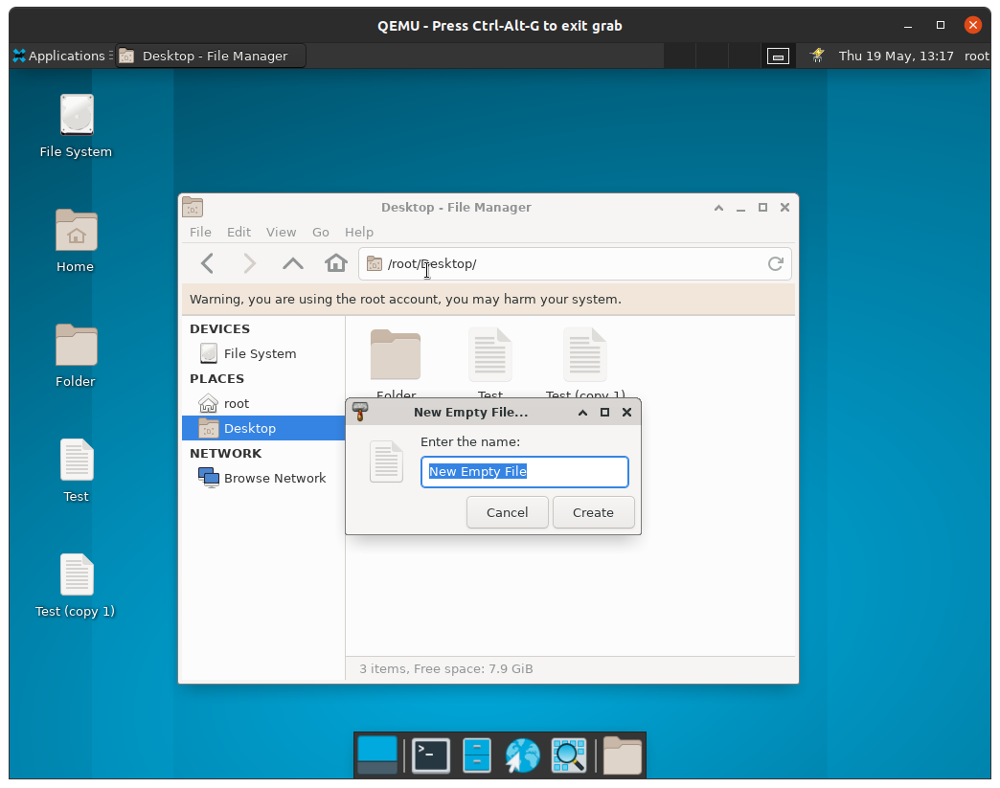 QEMU - Press Ctrl-Alt-G to exit grab
Applications
Desktop - File Manager
Thu 19 May, 13:17
root
File System
Home
Folder
Test
Test (copy 1)
Desktop - File Manager
File Edit View Go Help
/root/Desktop/
Warning, you are using the root account, you may harm your system.
DEVICES
File System
PLACES
root
Desktop
NETWORK
Browse Network
Folder
Test
Test (copy 1)
New Empty File...
Enter the name:
New Empty File
Cancel
Create
3 items, Free space: 7.9 GiB
>_